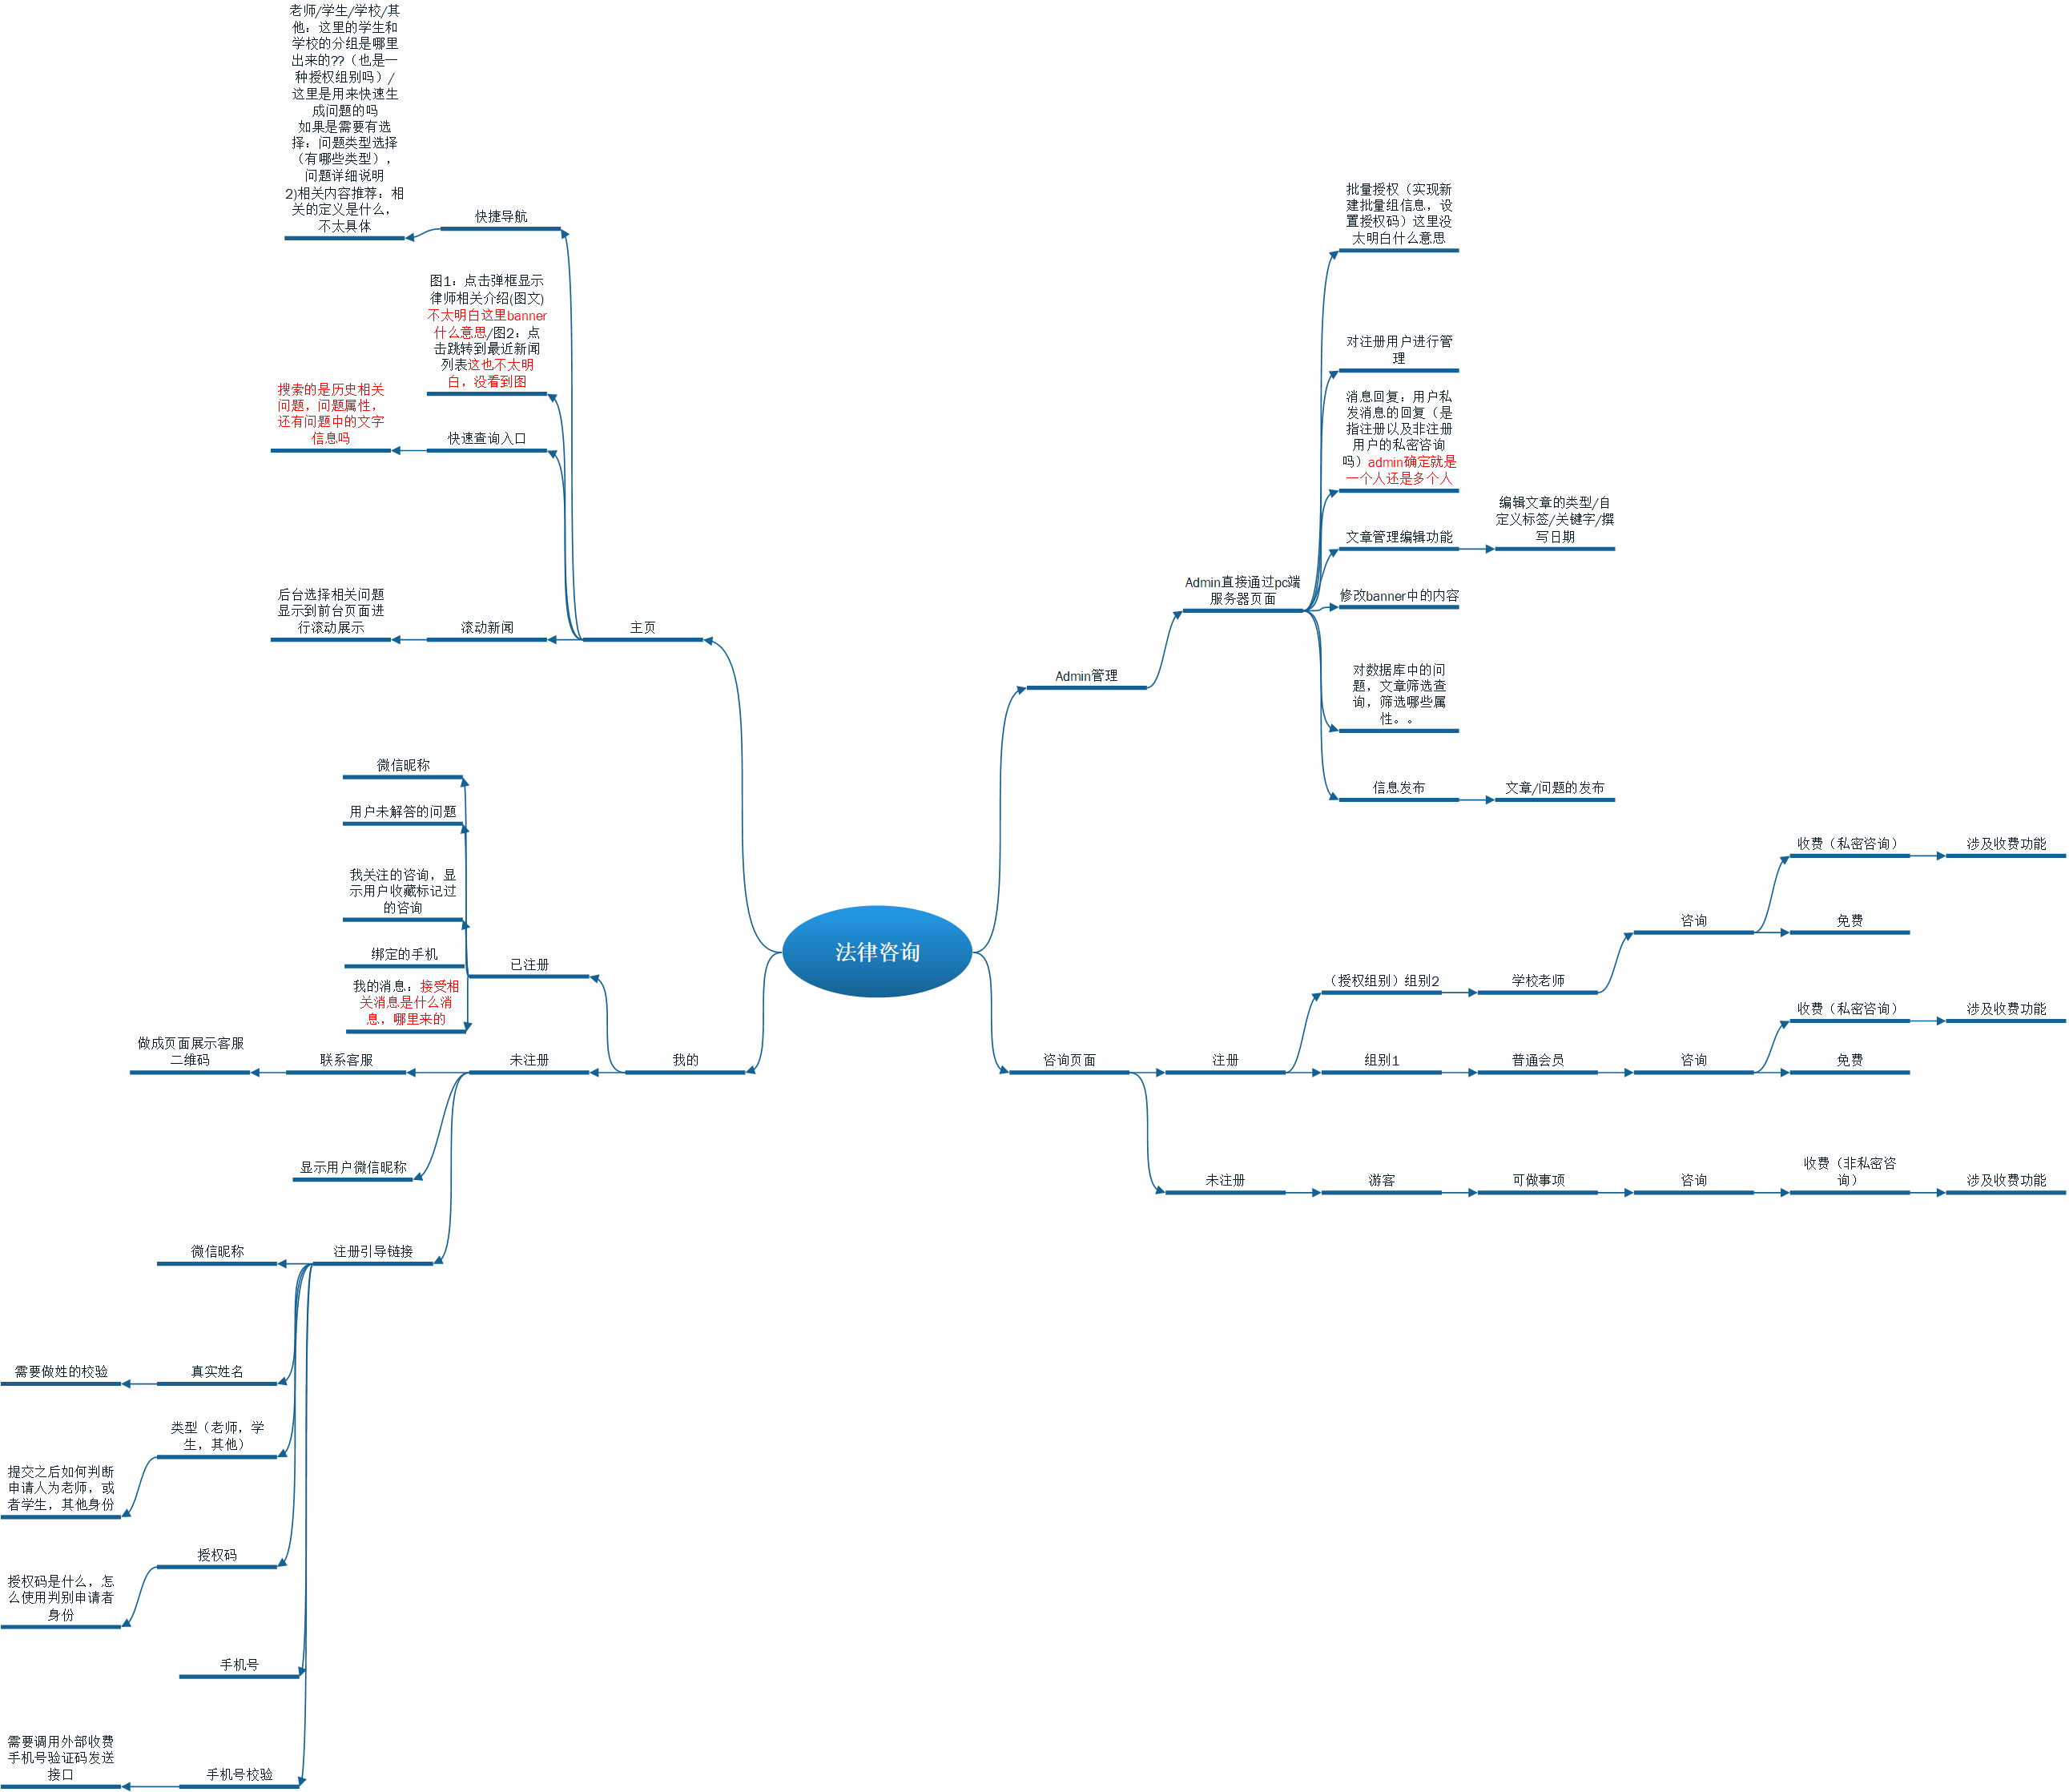 老师/学生/学校/其
他：这里的学生和
学校的分组是哪里
出来的??（也是一
种授权组别吗）/
这里是用来快速生
成问题的吗
如果是需要有选
择：问题类型选择
（有哪些类型），
问题详细说明
2)相关内容推荐：相
关的定义是什么，
不太具体
快捷导航
图1：点击弹框显示
律师相关介绍(图文)
不太明白这里banner
什么意思/图2：点
击跳转到最近新闻
列表这也不太明
白，没看到图
搜索的是历史相关
问题，问题属性，
还有问题中的文字
信息吗
快速查询入口
后台选择相关问题
显示到前台页面进
行滚动展示
滚动新闻
主页
微信昵称
用户未解答的问题
我关注的咨询，显
示用户收藏标记过
的咨询
绑定的手机
我的消息：接受相
关消息是什么消
息，哪里来的
已注册
做成页面展示客服
二维码
联系客服
未注册
我的
显示用户微信昵称
微信昵称
注册引导链接
需要做姓的校验
真实姓名
类型（老师，学
生，其他）
提交之后如何判断
申请人为老师，或
者学生，其他身份
授权码
授权码是什么，怎
么使用判别申请者
身份
手机号
需要调用外部收费
手机号验证码发送
接口
手机号校验
法律咨询
批量授权（实现新
建批量组信息，设
置授权码）这里没
太明白什么意思
对注册用户进行管
理
消息回复：用户私
发消息的回复（是
指注册以及非注册
用户的私密咨询
吗）admin确定就是
一个人还是多个人
文章管理编辑功能
编辑文章的类型/自
定义标签/关键字/撰
写日期
Admin直接通过pc端
服务器页面
修改banner中的内容
Admin管理
对数据库中的问
题，文章筛选查
询，筛选哪些属
性。。
信息发布
文章/问题的发布
收费（私密咨询）
涉及收费功能
咨询
免费
（授权组别）组别2
学校老师
收费（私密咨询）
涉及收费功能
咨询页面
注册
组别1
普通会员
咨询
免费
未注册
游客
可做事项
咨询
收费（非私密咨
询）
涉及收费功能